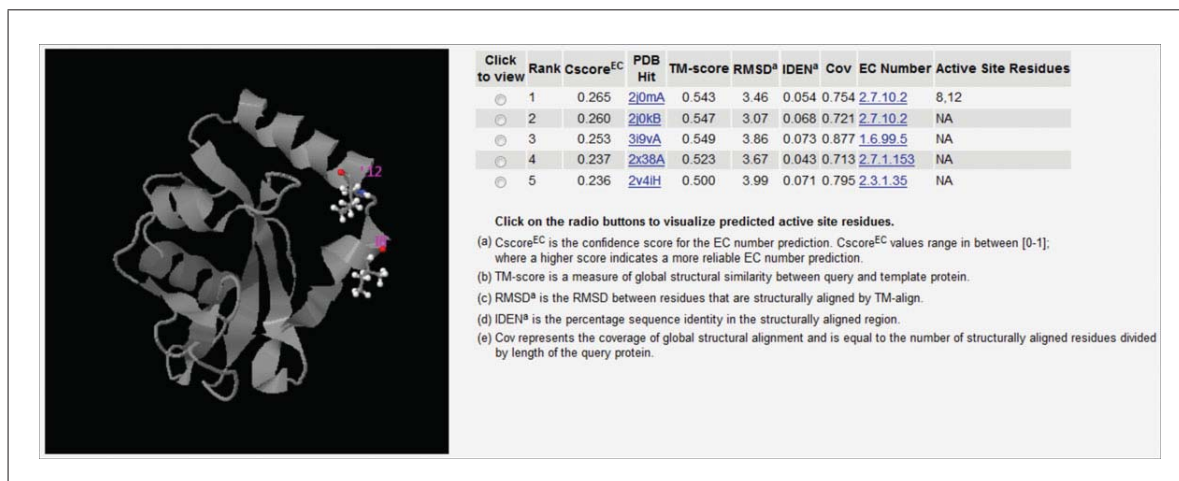 Click to view Rank Cscore^EC PDB Hit TM-score RMSD^a IDEN^a Cov EC Number Active Site Residues
1 0.265 2j0mA 0.543 3.46 0.054 0.754 2.7.10.2 8,12
2 0.260 2j0kB 0.547 3.07 0.068 0.721 2.7.10.2 NA
3 0.253 3i9vA 0.549 3.86 0.073 0.877 1.6.99.5 NA
4 0.237 2x38A 0.523 3.67 0.043 0.713 2.7.1.153 NA
5 0.236 2v4iH 0.500 3.99 0.071 0.795 2.3.1.35 NA
Click on the radio buttons to visualize predicted active site residues.
(a) Cscore^EC is the confidence score for the EC number prediction. Cscore^EC values range in between [0-1];
where a higher score indicates a more reliable EC number prediction.
(b) TM-score is a measure of global structural similarity between query and template protein.
(c) RMSD^a is the RMSD between residues that are structurally aligned by TM-align.
(d) IDEN^a is the percentage sequence identity in the structurally aligned region.
(e) Cov represents the coverage of global structural alignment and is equal to the number of structurally aligned residues divided
by length of the query protein.